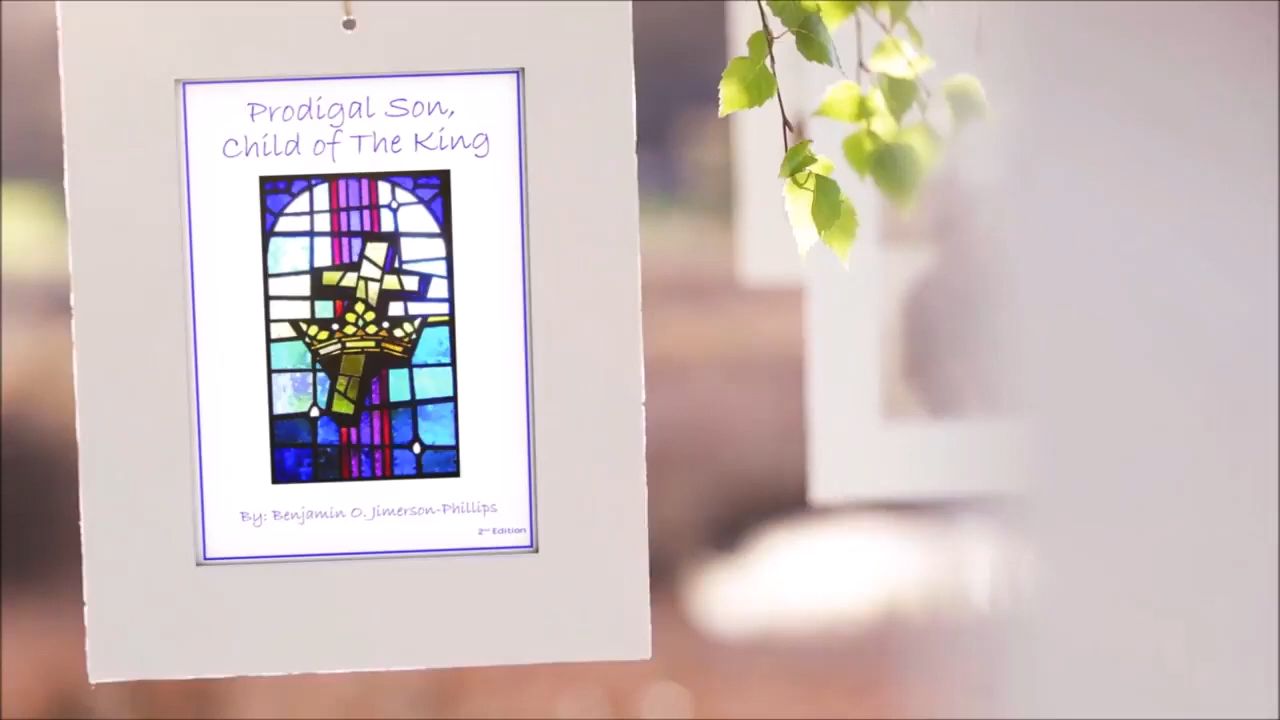 Prodigal Son,
Child of The King
By: Benjamin O. Jimerson-Phillips
2nd Edition